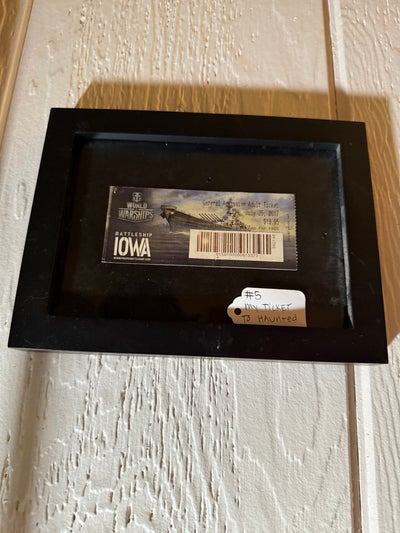 WORLD
OF
WARSHIPS
General Admission Adult Ticket
July 25, 2017
$19.95
BATTLESHIP
IOWA
#5
MY TICKET
TO HAUNTED